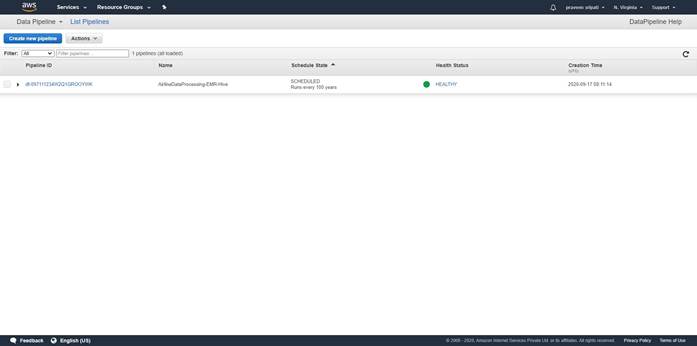 aws Services Resource Groups praveen sripati N. Virginia Support
Data Pipeline List Pipelines DataPipeline Help
Create new pipeline Actions
Filter: All Filter pipelines... 1 pipelines (all loaded)
Pipeline ID Name Schedule State Health Status Creation Time
(UTC)
AirlineDataProcessing-EMR-Hive SCHEDULED HEALTHY 2020-09-17 08:11:14
Runs every 100 years
Feedback English (US) © 2008 - 2020, Amazon Internet Services Private Ltd. or its affiliates. All rights reserved. Privacy Policy Terms of Use